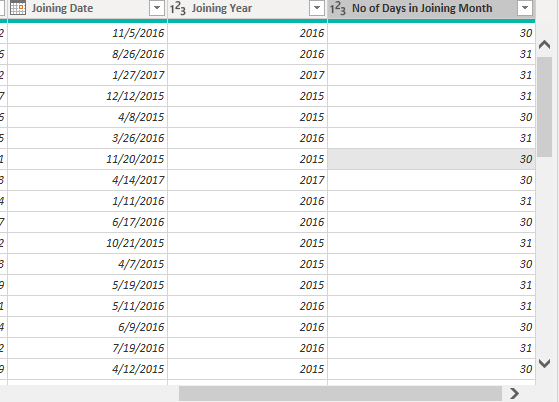 Joining Date 1²3 Joining Year 1²3 No of Days in Joining Month
2 11/5/2016 2016 30
6 8/26/2016 2016 31
2 1/27/2017 2017 31
7 12/12/2015 2015 31
5 4/8/2015 2015 30
5 3/26/2016 2016 31
1 11/20/2015 2015 30
3 4/14/2017 2017 30
4 1/11/2016 2016 31
7 6/17/2016 2016 30
2 10/21/2015 2015 31
3 4/7/2015 2015 30
9 5/19/2015 2015 31
1 5/11/2016 2016 31
4 6/9/2016 2016 30
2 7/19/2016 2016 31
9 4/12/2015 2015 30